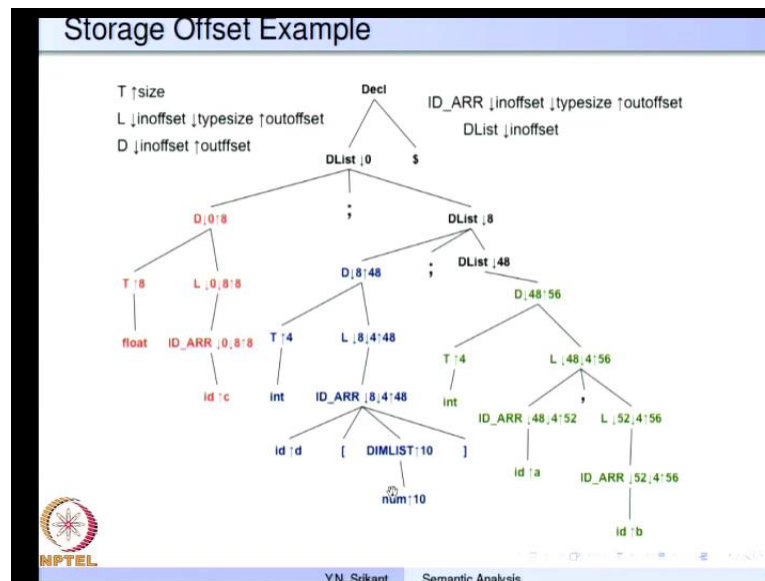 Storage Offset Example
T ↑size
L ↓inoffset ↓typesize ↑outoffset
D ↓inoffset ↑outffset
ID_ARR ↓inoffset ↓typesize ↑outoffset
DList ↓inoffset
Decl
DList ↓0 $
D↓0↑8 ; DList ↓8
T ↑8 L ↓0↓8↑8 D↓8↑48 ; DList ↓48
D↓48↑56
float ID_ARR ↓0↓8↑8 T ↑4 L ↓8↓4↑48 T ↑4 L ↓48↓4↑56
id ↑c int ID_ARR ↓8↓4↑48 int
ID_ARR ↓48↓4↑52 , L ↓52↓4↑56
id ↑d [ DIMLIST↑10 ] id ↑a ID_ARR ↓52↓4↑56
num↑10
id ↑b
NPTEL
Y.N. Srikant Semantic Analysis